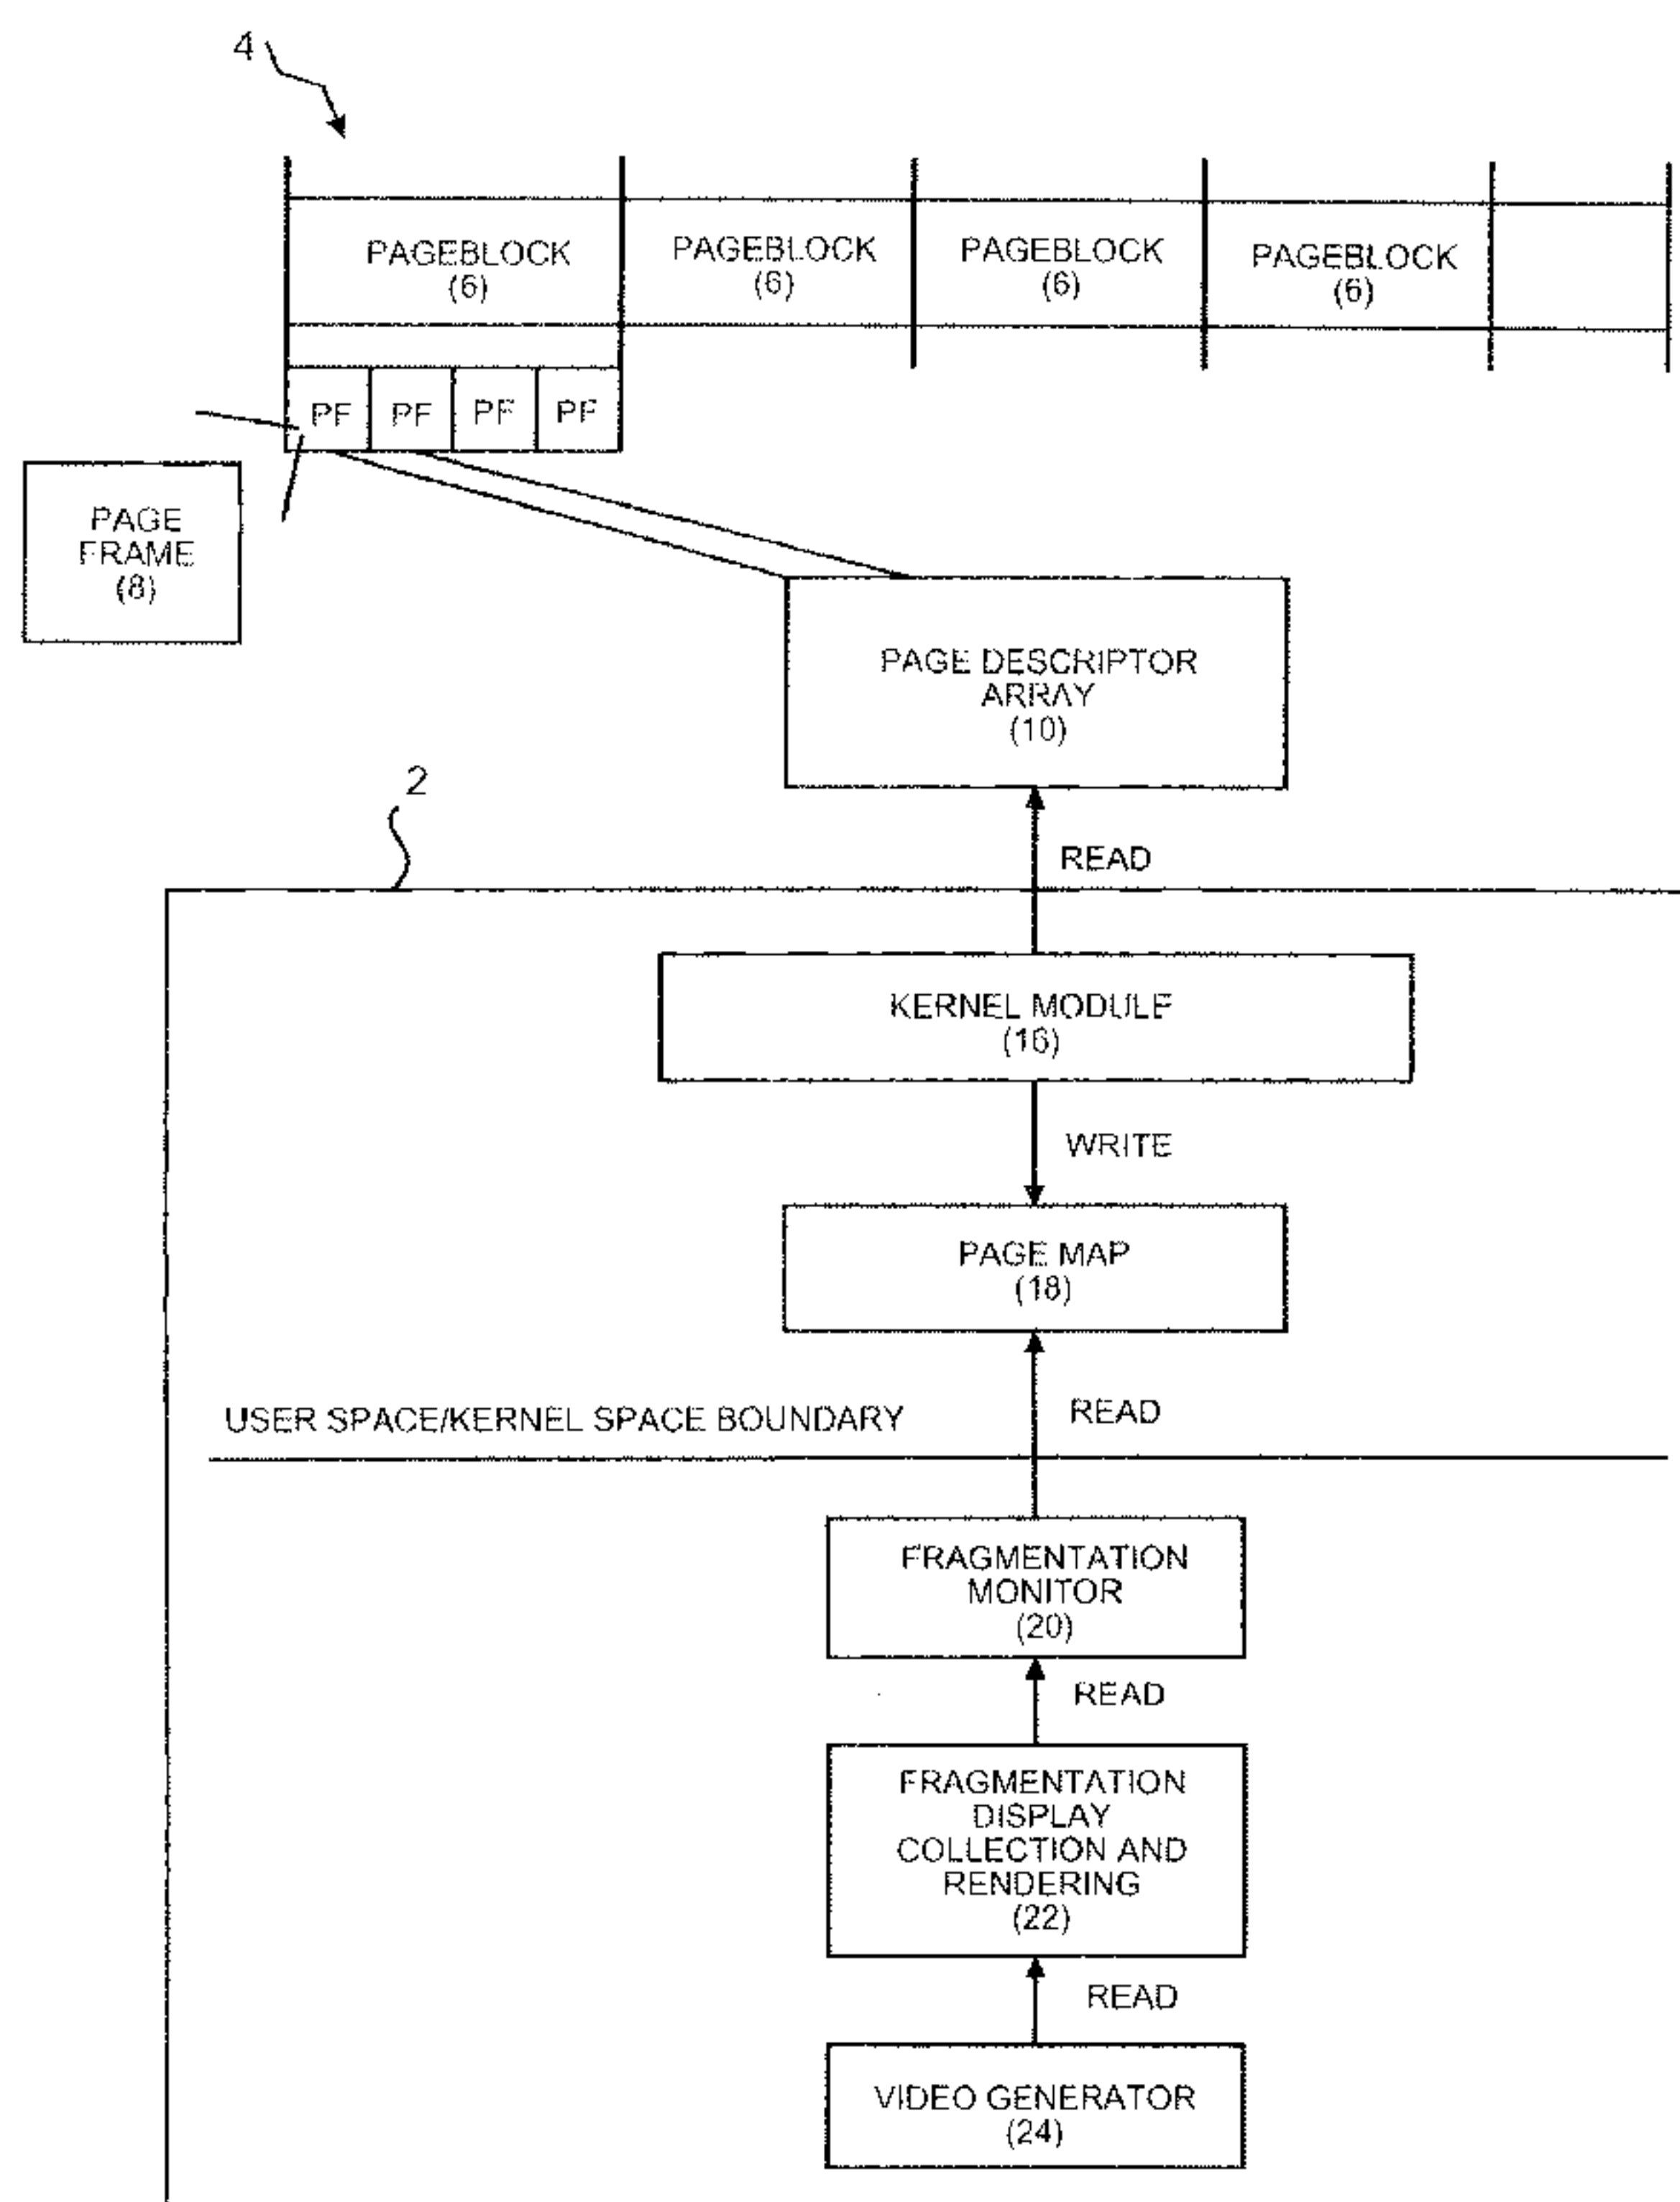 4
PAGEBLOCK
(6)
PAGEBLOCK
(6)
PAGEBLOCK
(6)
PAGEBLOCK
(6)
PF
PF
PF
PF
PAGE
FRAME
(8)
PAGE DESCRIPTOR
ARRAY
(10)
2
READ
KERNEL MODULE
(16)
WRITE
PAGE MAP
(18)
USER SPACE/KERNEL SPACE BOUNDARY
READ
FRAGMENTATION
MONITOR
(20)
READ
FRAGMENTATION
DISPLAY
COLLECTION AND
RENDERING
(22)
READ
VIDEO GENERATOR
(24)